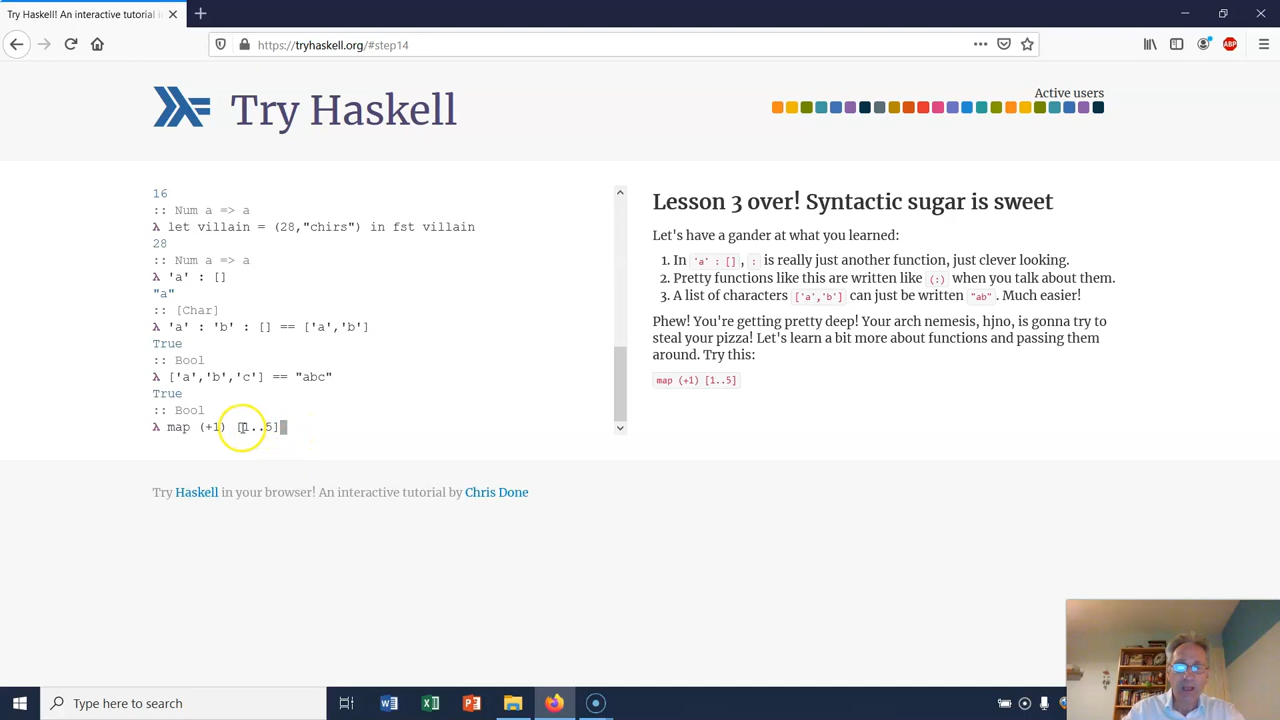 Try Haskell! An interactive tutorial i
https://tryhaskell.org/#step14
ABP
Try Haskell
Active users
16
:: Num a => a
λ let villain = (28,"chirs") in fst villain
28
:: Num a => a
λ 'a' : []
"a"
:: [Char]
λ 'a' : 'b' : [] == ['a','b']
True
:: Bool
λ ['a','b','c'] == "abc"
True
:: Bool
λ map (+1) [1..5]
Lesson 3 over! Syntactic sugar is sweet
Let's have a gander at what you learned:
1. In 'a' : [] , : is really just another function, just clever looking.
2. Pretty functions like this are written like (:) when you talk about them.
3. A list of characters ['a','b'] can just be written "ab" . Much easier!
Phew! You're getting pretty deep! Your arch nemesis, hjno, is gonna try to
steal your pizza! Let's learn a bit more about functions and passing them
around. Try this:
map (+1) [1..5]
Try Haskell in your browser! An interactive tutorial by Chris Done
Type here to search